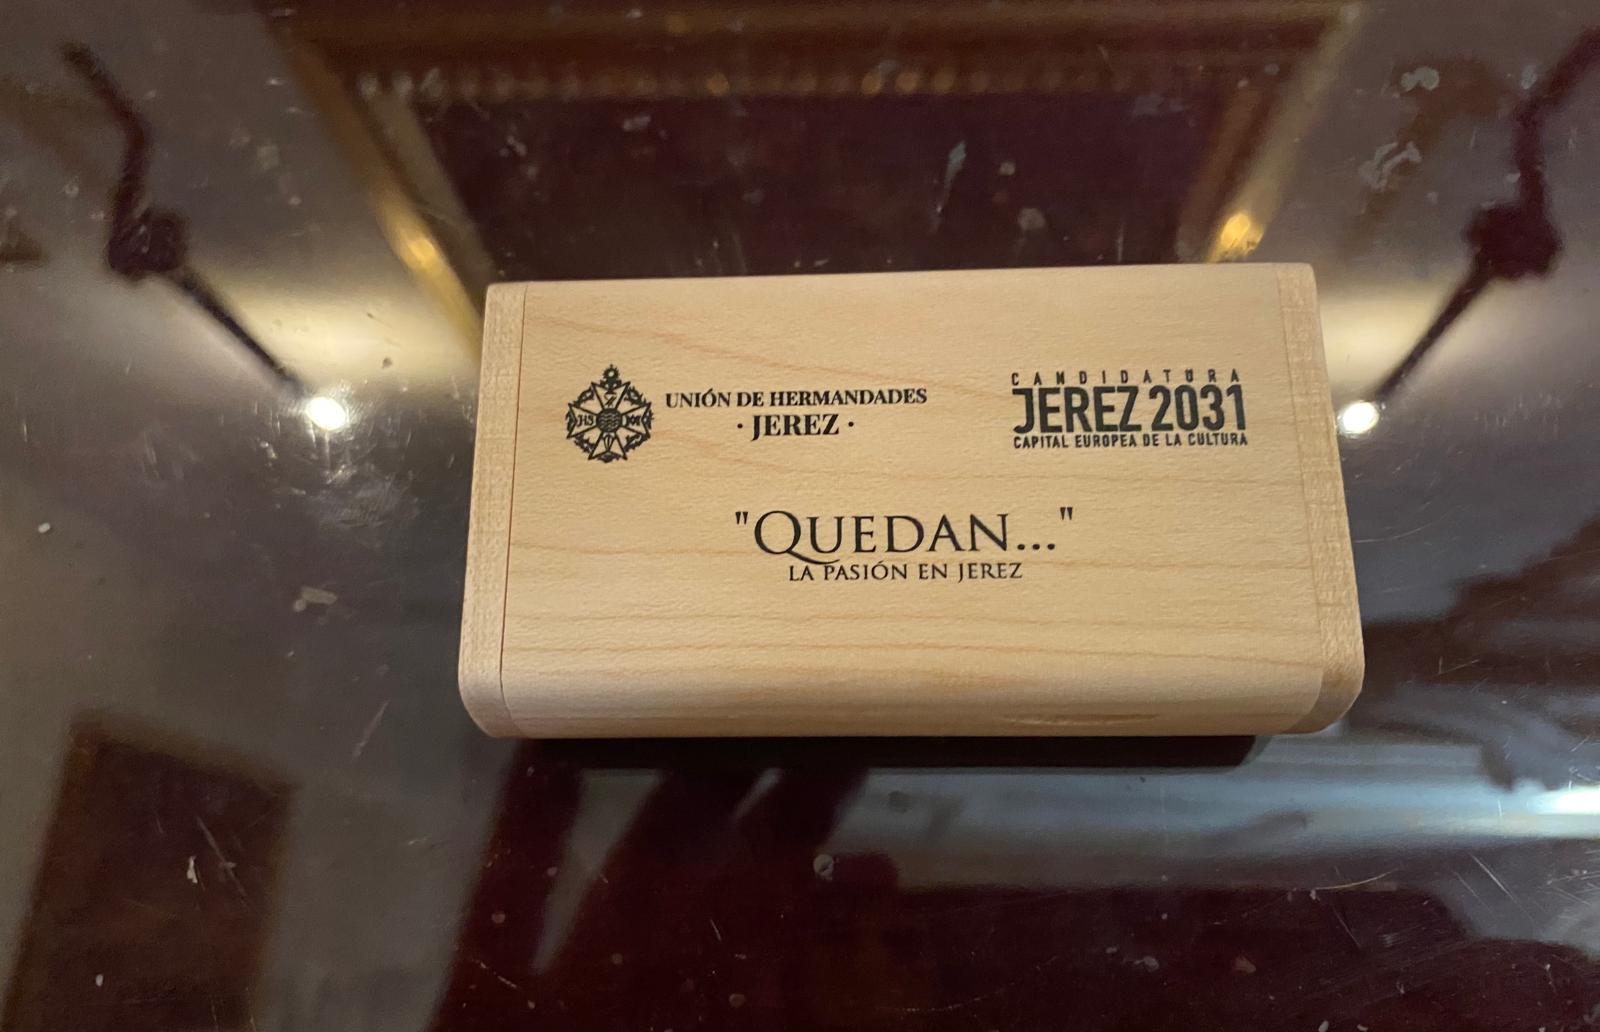 UNIÓN DE HERMANDADES
· JEREZ ·
CANDIDATURA
JEREZ 2031
CAPITAL EUROPEA DE LA CULTURA
"QUEDAN..."
LA PASIÓN EN JEREZ